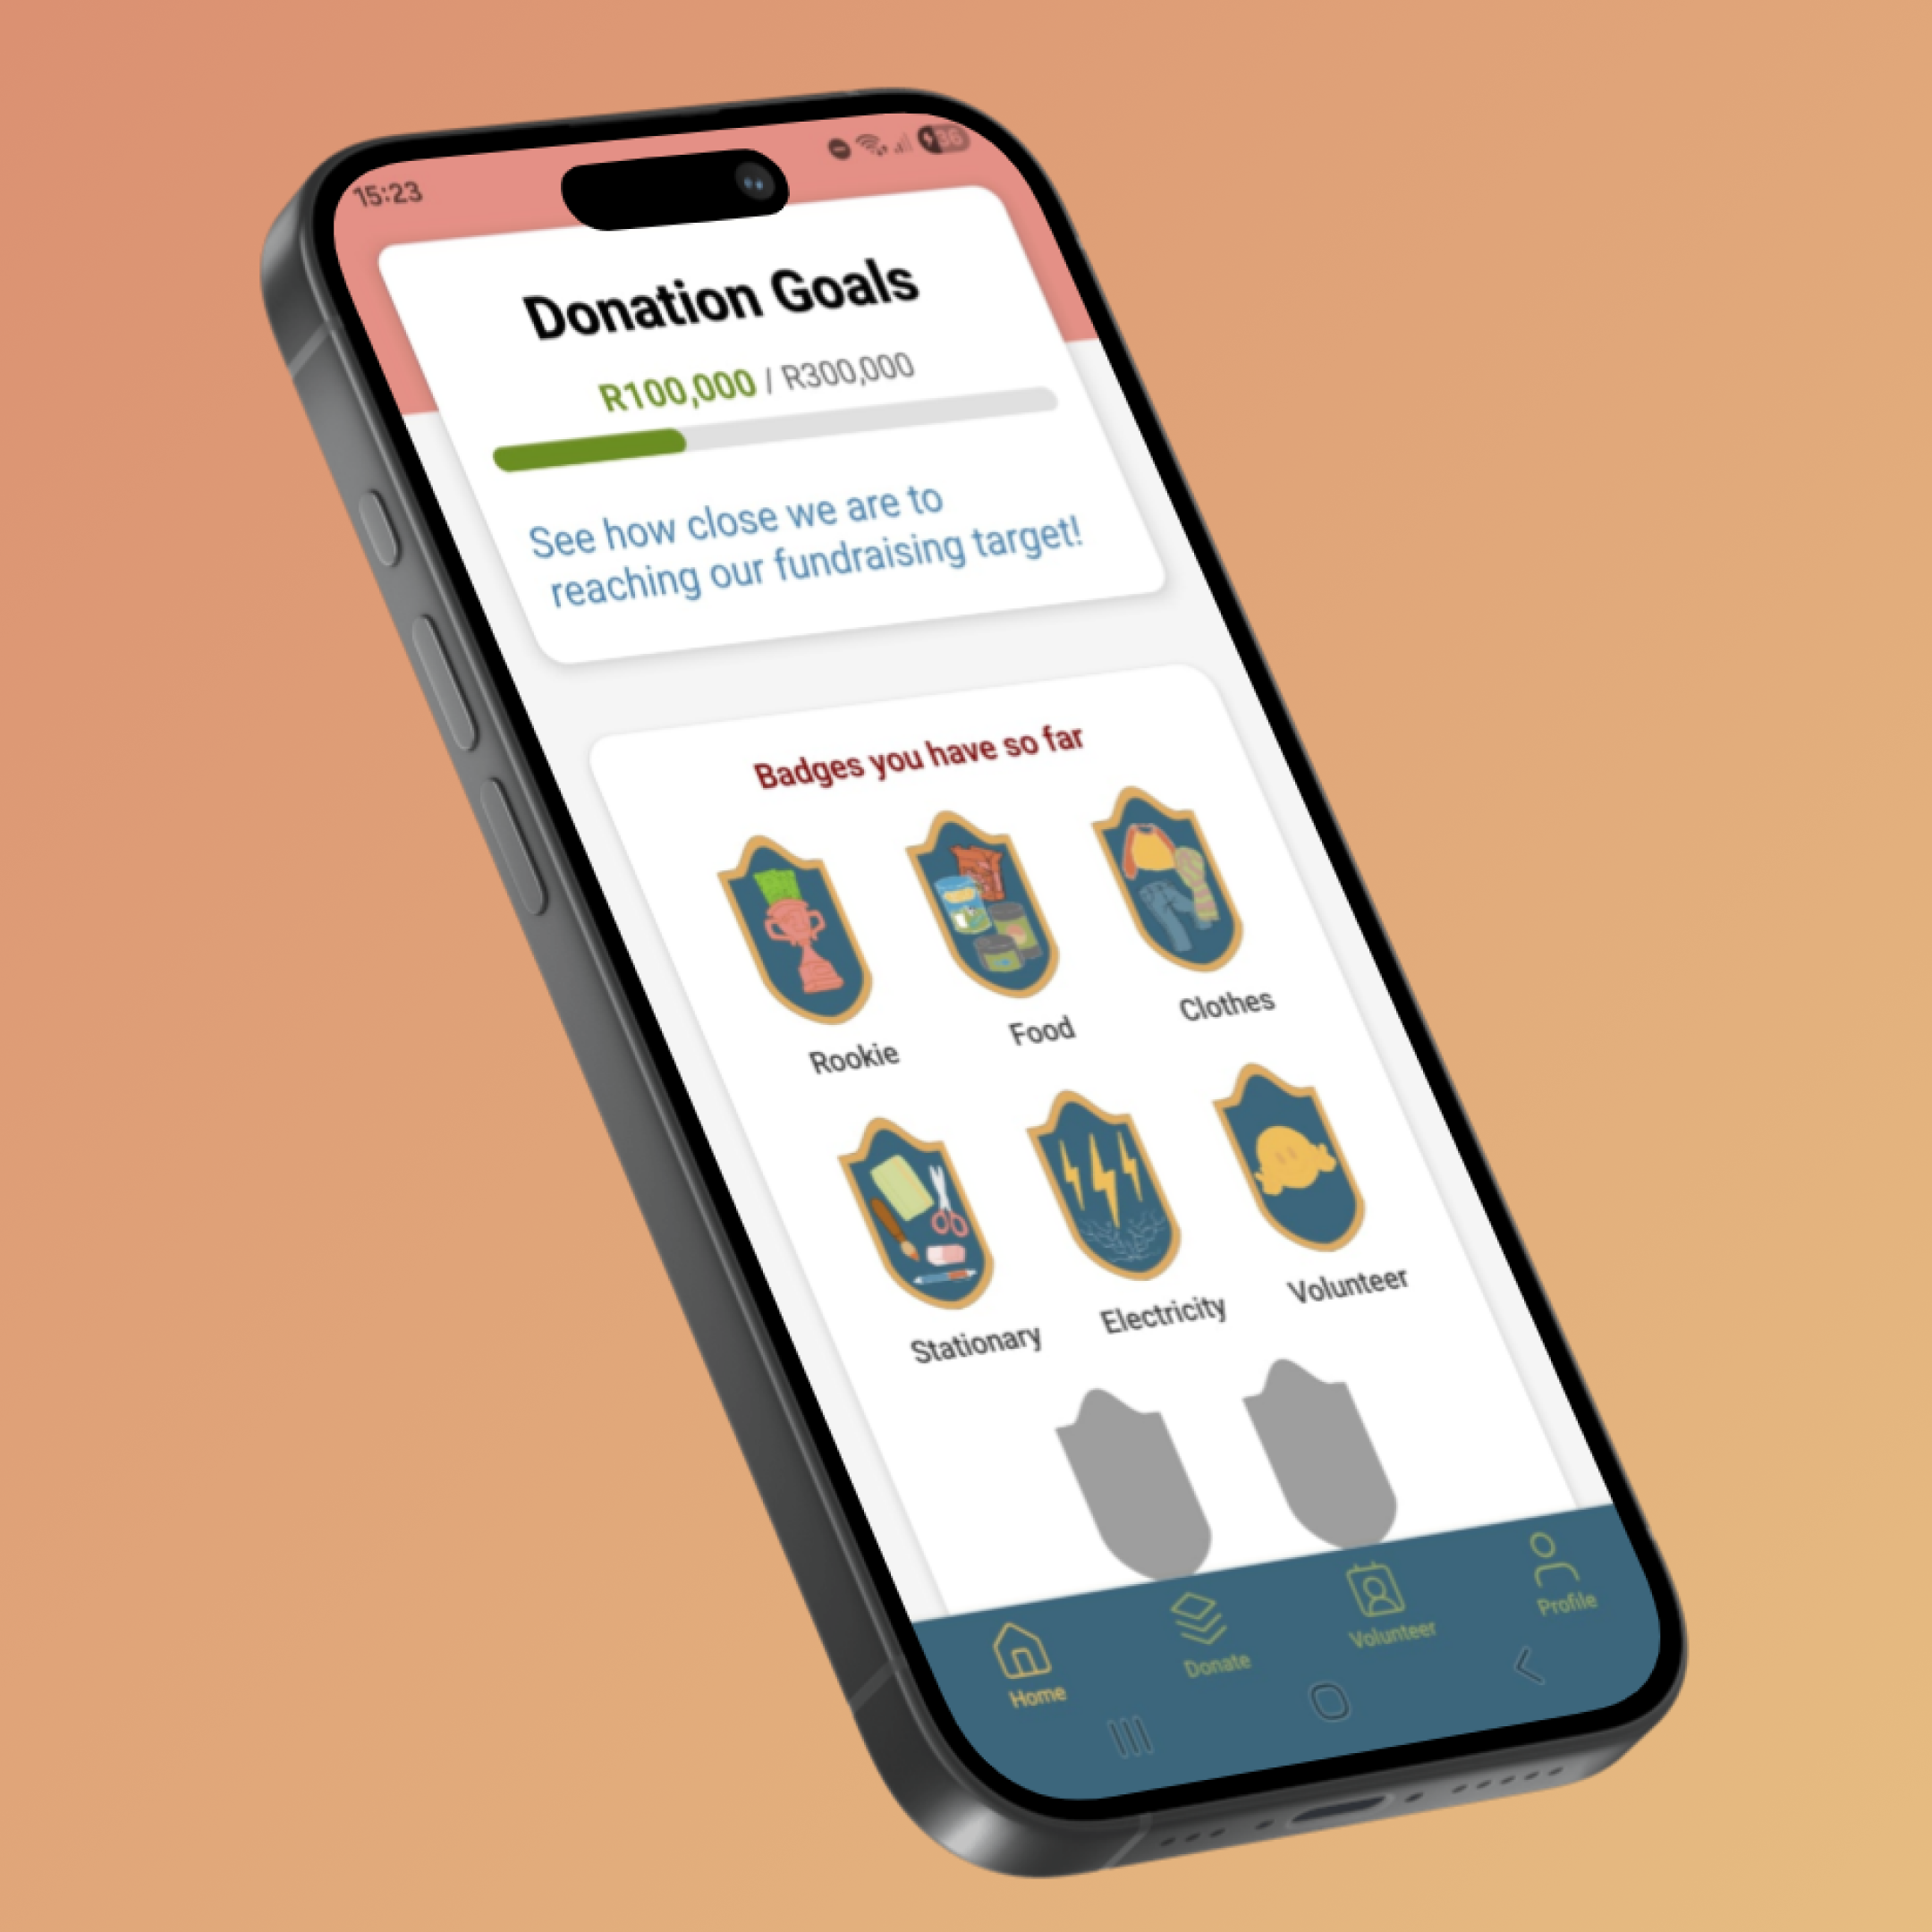 15:23
36
Donation Goals
R100,000 / R300,000
See how close we are to
reaching our fundraising target!
Badges you have so far
Rookie
Food
Clothes
Stationary
Electricity
Volunteer
Home
Donate
Volunteer
Profile